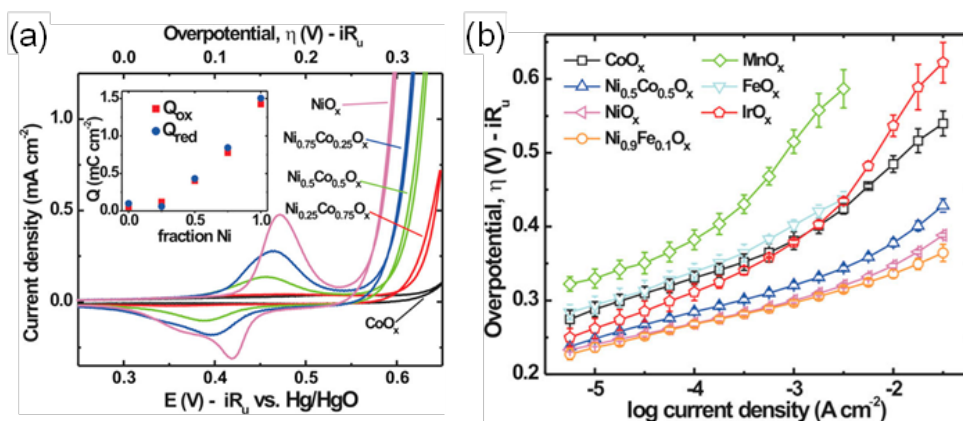 (a)
Overpotential, η (V) - iRᵤ
0.0 0.1 0.2 0.3
Current density (mA cm⁻²)
1.0
0.5
0.0
Q (mC cm⁻²)
1.5
1.0
0.5
0.0
Qₒₓ
Q_red
0.0 0.5 1.0
fraction Ni
NiOₓ
Ni₀.₇₅Co₀.₂₅Oₓ
Ni₀.₅Co₀.₅Oₓ
Ni₀.₂₅Co₀.₇₅Oₓ
CoOₓ
0.3 0.4 0.5 0.6
E (V) - iRᵤ vs. Hg/HgO
(b)
Overpotential, η (V) - iRᵤ
0.6
0.5
0.4
0.3
0.2
CoOₓ MnOₓ
Ni₀.₅Co₀.₅Oₓ FeOₓ
NiOₓ IrOₓ
Ni₀.₉Fe₀.₁Oₓ
-5 -4 -3 -2
log current density (A cm⁻²)